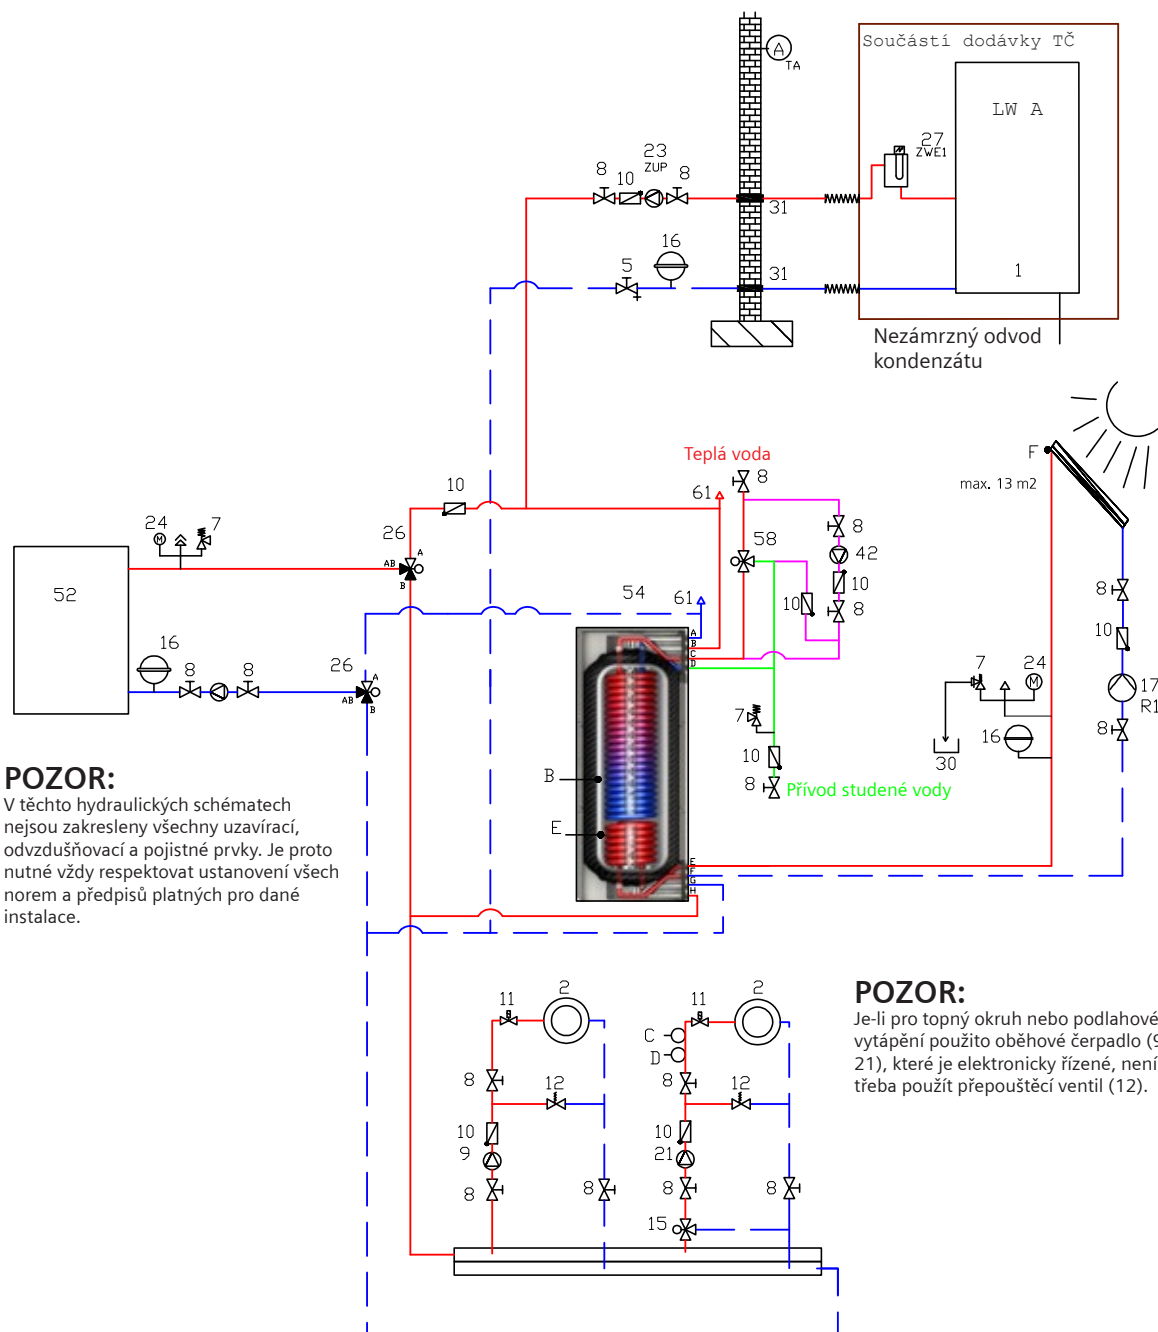 Součástí dodávky TČ
A
TA
LW A
27
ZWE1
23
ZUP
8
10
8
31
16
5
31
1
Nezámrzný odvod
kondenzátu
Teplá voda
F
max. 13 m2
10
61
8
24
7
26
A
AB
B
M
58
8
42
10
8
10
52
54
61
16
8
8
26
A
AB
B
A
B
C
D
8
10
7
24
M
17
R1
7
16
30
8
10
8
Přívod studené vody
B
E
E
F
G
H
POZOR:
V těchto hydraulických schématech
nejsou zakresleny všechny uzavírací,
odvzdušňovací a pojistné prvky. Je proto
nutné vždy respektovat ustanovení všech
norem a předpisů platných pro dané
instalace.
POZOR:
Je-li pro topný okruh nebo podlahové
vytápění použito oběhové čerpadlo (9
21), které je elektronicky řízené, není
třeba použít přepouštěcí ventil (12).
11
2
11
2
C
D
8
12
8
12
10
9
10
21
8
8
8
8
15